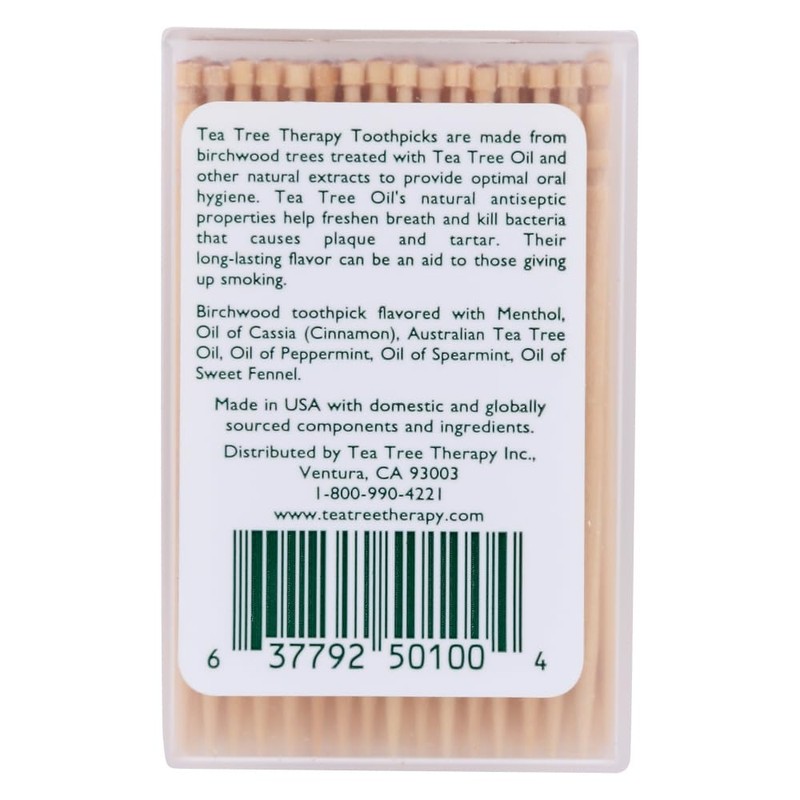 Tea Tree Therapy Toothpicks are made from
birchwood trees treated with Tea Tree Oil and
other natural extracts to provide optimal oral
hygiene. Tea Tree Oil's natural antiseptic
properties help freshen breath and kill bacteria
that causes plaque and tartar. Their
long-lasting flavor can be an aid to those giving
up smoking.
Birchwood toothpick flavored with Menthol,
Oil of Cassia (Cinnamon), Australian Tea Tree
Oil, Oil of Peppermint, Oil of Spearmint, Oil of
Sweet Fennel.
Made in USA with domestic and globally
sourced components and ingredients.
Distributed by Tea Tree Therapy Inc.,
Ventura, CA 93003
1-800-990-4221
www.teatreetherapy.com
6 37792 50100 4